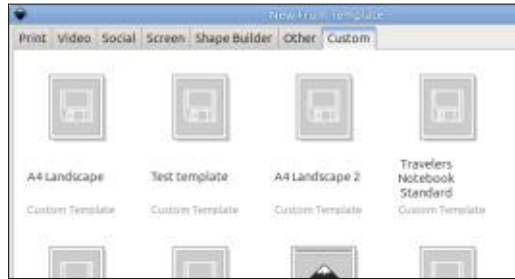 New From Template
Print Video Social Screen Shape Builder Other Custom
A4 Landscape
Test template
A4 Landscape 2
Travelers
Notebook
Standard
Custom Template
Custom Template
Custom Template
Custom Template